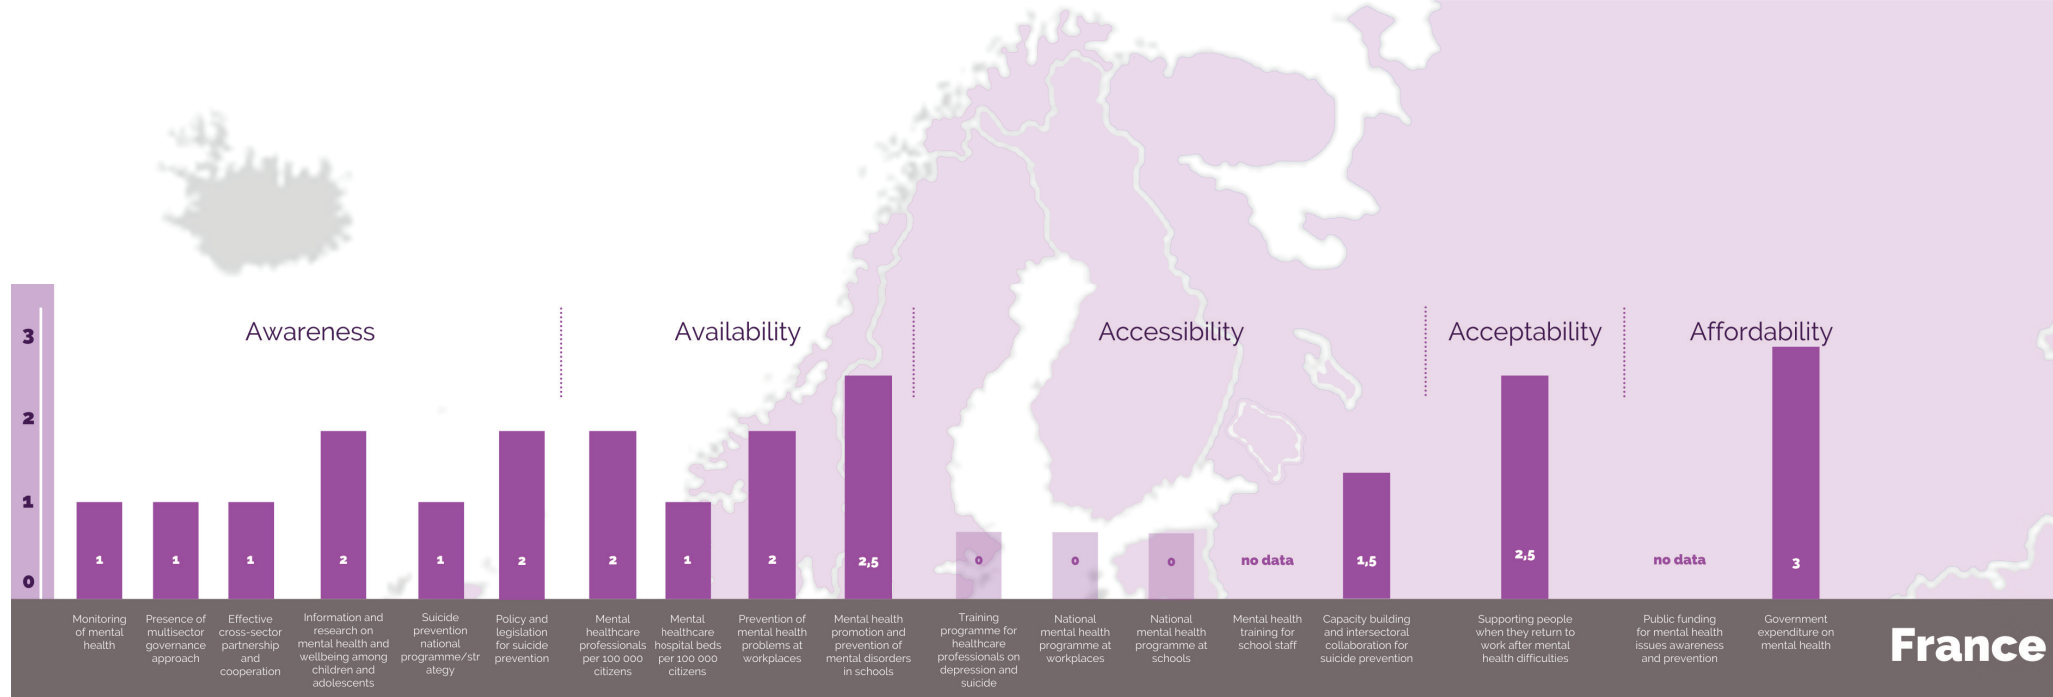 3
2
1
0
Awareness
Availability
Accessibility
Acceptability
Affordability
1
1
1
2
1
2
2
1
2
2,5
0
0
0
no data
1,5
2,5
no data
3
Monitoring
of mental
health
Presence of
multisector
governance
approach
Effective
cross-sector
partnership
and
cooperation
Information and
research on
mental health and
wellbeing among
children and
adolescents
Suicide
prevention
national
programme/str
ategy
Policy and
legislation
for suicide
prevention
Mental
healthcare
professionals
per 100 000
citizens
Mental
healthcare
hospital beds
per 100 000
citizens
Prevention of
mental health
problems at
workplaces
Mental health
promotion and
prevention of
mental disorders
in schools
Training
programme for
healthcare
professionals on
depression and
suicide
National
mental health
programme at
workplaces
National
mental health
programme at
schools
Mental health
training for
school staff
Capacity building
and intersectoral
collaboration for
suicide prevention
Supporting people
when they return to
work after mental
health difficulties
Public funding
for mental health
issues awareness
and prevention
Government
expenditure on
mental health
France